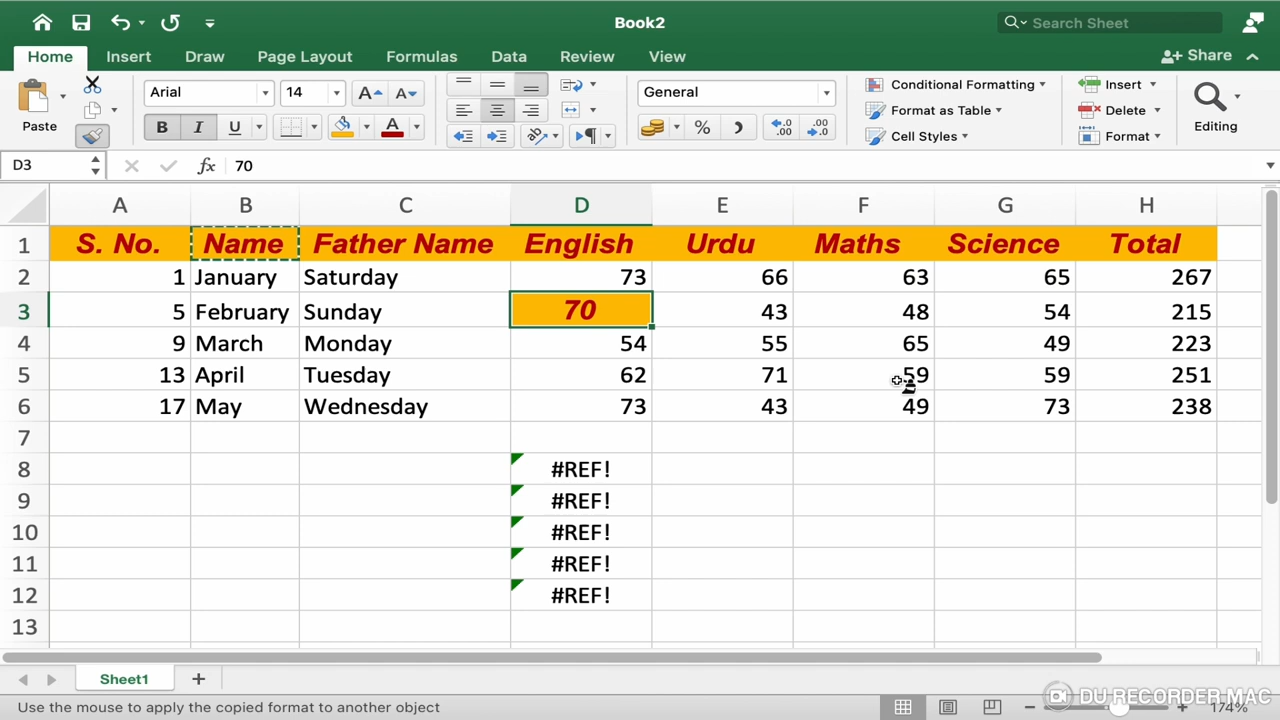 Book2
Search Sheet
Home Insert Draw Page Layout Formulas Data Review View Share
Paste
Arial 14 A A
B I U A
General
% 
Conditional Formatting
Format as Table
Cell Styles
Insert
Delete
Format
Editing
D3 fx 70
A B C D E F G H
1 S. No. Name Father Name English Urdu Maths Science Total
2 1 January Saturday 73 66 63 65 267
3 5 February Sunday 70 43 48 54 215
4 9 March Monday 54 55 65 49 223
5 13 April Tuesday 62 71 59 59 251
6 17 May Wednesday 73 43 49 73 238
7
8 #REF!
9 #REF!
10 #REF!
11 #REF!
12 #REF!
13
Sheet1
Use the mouse to apply the copied format to another object
174%
DU RECORDER MAC